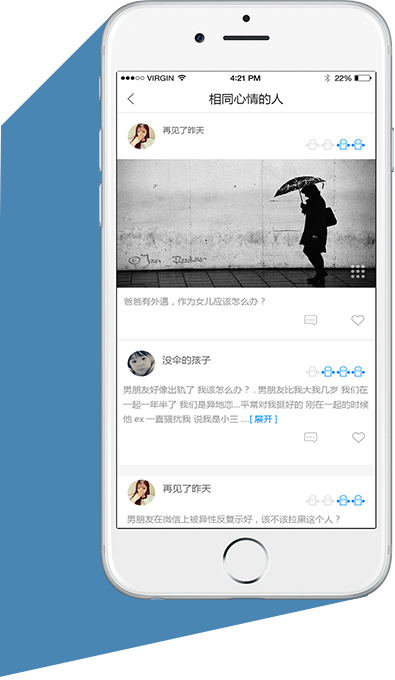 VIRGIN 4:21 PM 22%
相同心情的人
再见了昨天
爸爸有外遇，作为女儿应该怎么办？
没伞的孩子
男朋友好像出轨了 我该怎么办？. 男朋友比我大我几岁 我们在
一起一年半了 我们是异地恋...平常对我挺好的 刚在一起的时候
他 ex 一直骚扰我 说我是小三 ....[ 展开 ]
再见了昨天
男朋友在微信上被异性反复示好，该不该拉黑这个人？